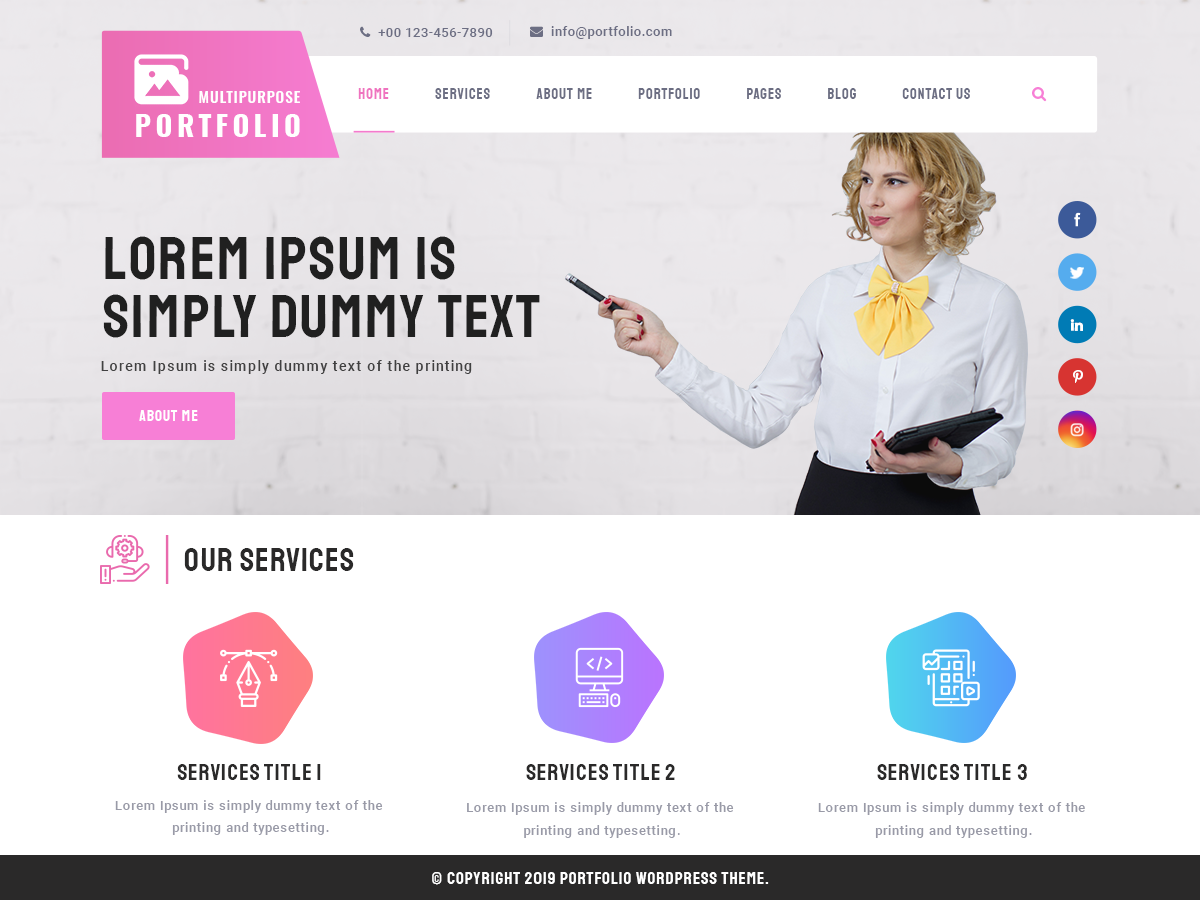 +00 123-456-7890
info@portfolio.com
MULTIPURPOSE
PORTFOLIO
HOME
SERVICES
ABOUT ME
PORTFOLIO
PAGES
BLOG
CONTACT US
LOREM IPSUM IS
SIMPLY DUMMY TEXT
Lorem Ipsum is simply dummy text of the printing
ABOUT ME
OUR SERVICES
SERVICES TITLE 1
Lorem Ipsum is simply dummy text of the
printing and typesetting.
SERVICES TITLE 2
Lorem Ipsum is simply dummy text of the
printing and typesetting.
SERVICES TITLE 3
Lorem Ipsum is simply dummy text of the
printing and typesetting.
© COPYRIGHT 2019 PORTFOLIO WORDPRESS THEME.